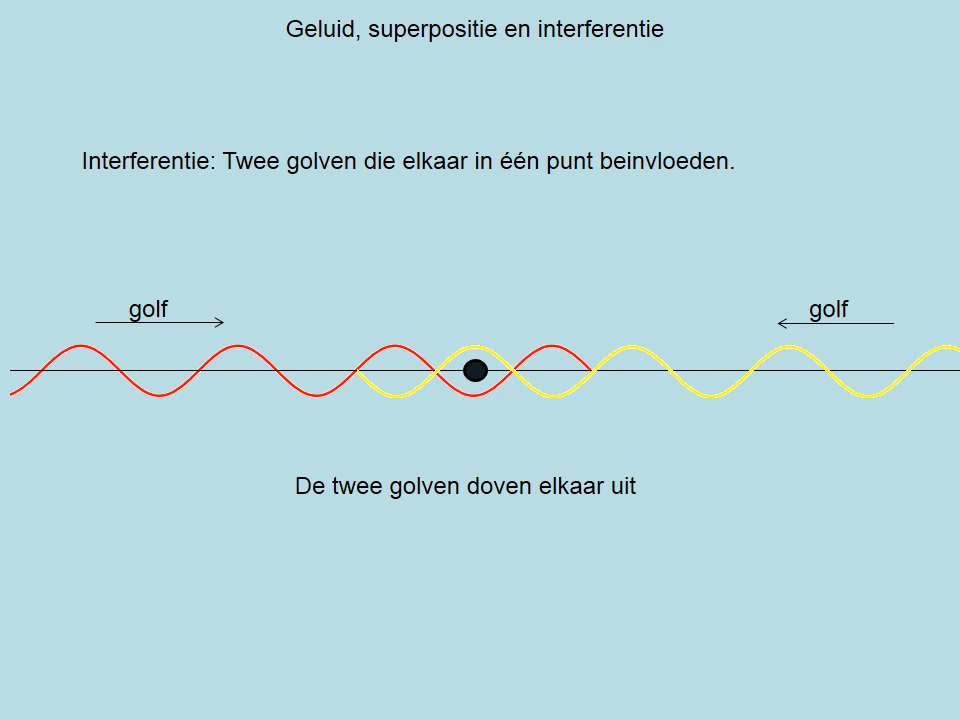 Geluid, superpositie en interferentie
Interferentie: Twee golven die elkaar in één punt beinvloeden.
golf
golf
De twee golven doven elkaar uit